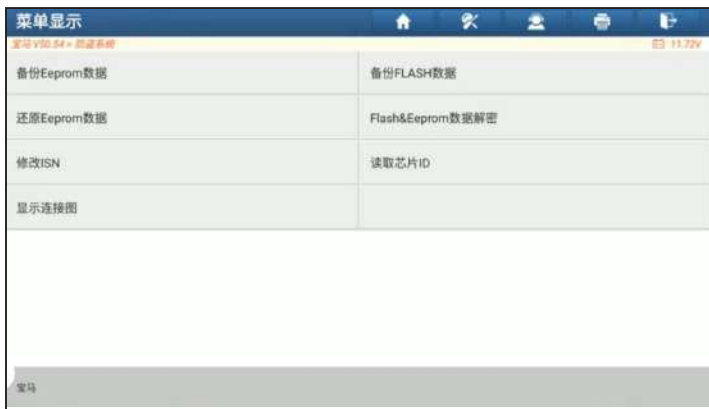 菜单显示
宝马 V50.54 > 防盗系统 11.72V
备份Eeprom数据 备份FLASH数据
还原Eeprom数据 Flash&Eeprom数据解密
修改ISN 读取芯片ID
显示连接图
宝马